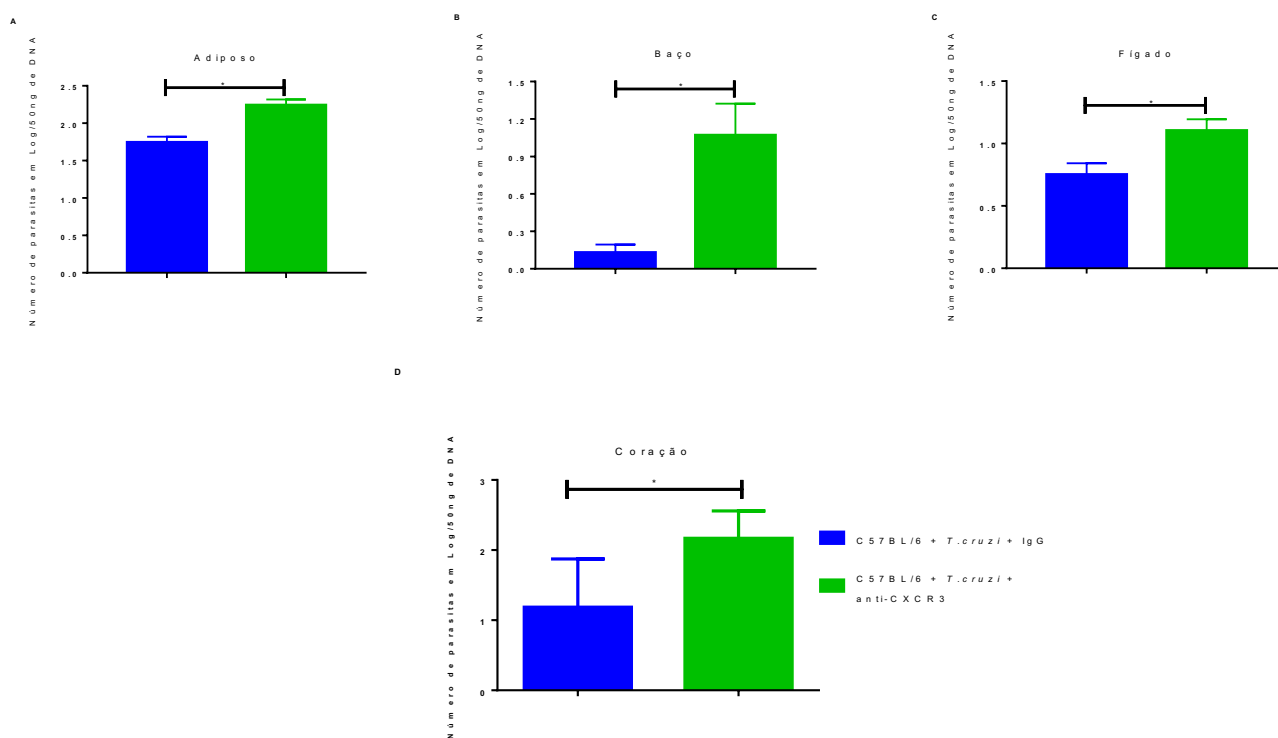 A
Adiposo
Número de parasitas em Log/50ng de DNA
2.5
2.0
1.5
1.0
0.5
0.0
*
B
Baço
Número de parasitas em Log/50ng de DNA
1.5
1.2
0.9
0.6
0.3
0.0
*
C
Fígado
Número de parasitas em Log/50ng de DNA
1.5
1.0
0.5
0.0
*
D
Coração
Número de parasitas em Log/50ng de DNA
3
2
1
0
*
C57BL/6 + T.cruzi + IgG
C57BL/6 + T.cruzi +
anti-CXCR3